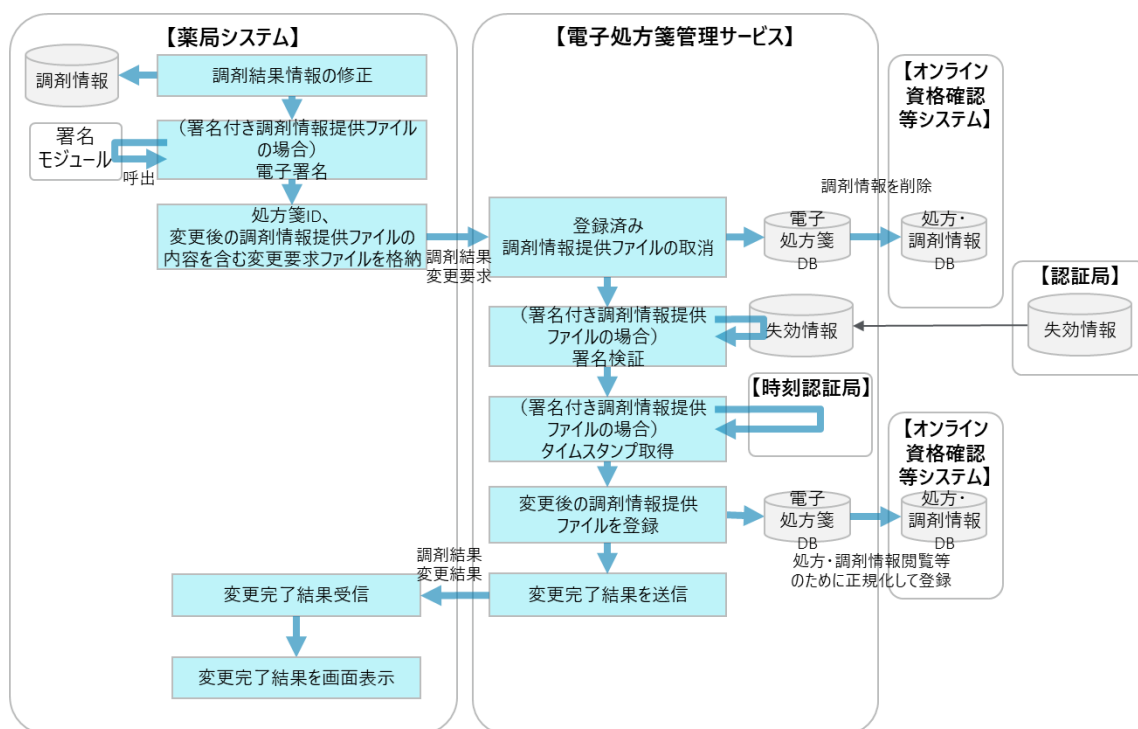 【薬局システム】
調剤情報
調剤結果情報の修正
署名
モジュール
呼出
（署名付き調剤情報提供ファイル
の場合）
電子署名
処方箋ID、
変更後の調剤情報提供ファイルの
内容を含む変更要求ファイルを格納
調剤結果
変更要求
【電子処方箋管理サービス】
登録済み
調剤情報提供ファイルの取消
電子
処方箋
DB
調剤情報を削除
【オンライン
資格確認
等システム】
処方・
調剤情報
DB
（署名付き調剤情報提供
ファイルの場合）
署名検証
失効情報
【認証局】
失効情報
（署名付き調剤情報提供
ファイルの場合）
タイムスタンプ取得
【時刻認証局】
変更後の調剤情報提供
ファイルを登録
電子
処方箋
DB
【オンライン
資格確認
等システム】
処方・
調剤情報
DB
処方・調剤情報閲覧等
のために正規化して登録
変更完了結果を送信
調剤結果
変更結果
変更完了結果受信
変更完了結果を画面表示